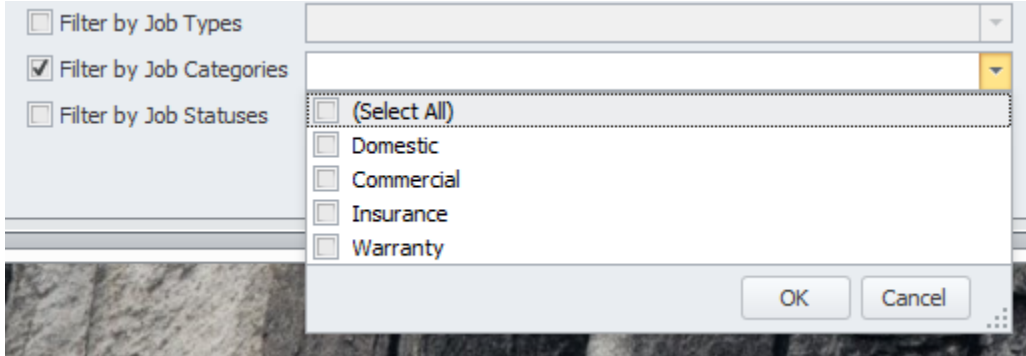 Filter by Job Types
Filter by Job Categories
(Select All)
Filter by Job Statuses
Domestic
Commercial
Insurance
Warranty
OK Cancel